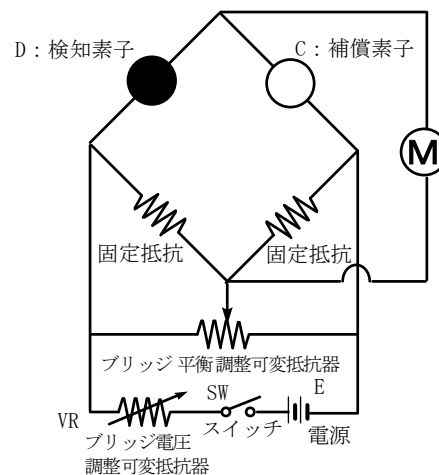 D：検知素子
C：補償素子
M
固定抵抗
固定抵抗
ブリッジ平衡調整可変抵抗器
SW
E
VR
スイッチ
電源
ブリッジ電圧
調整可変抵抗器